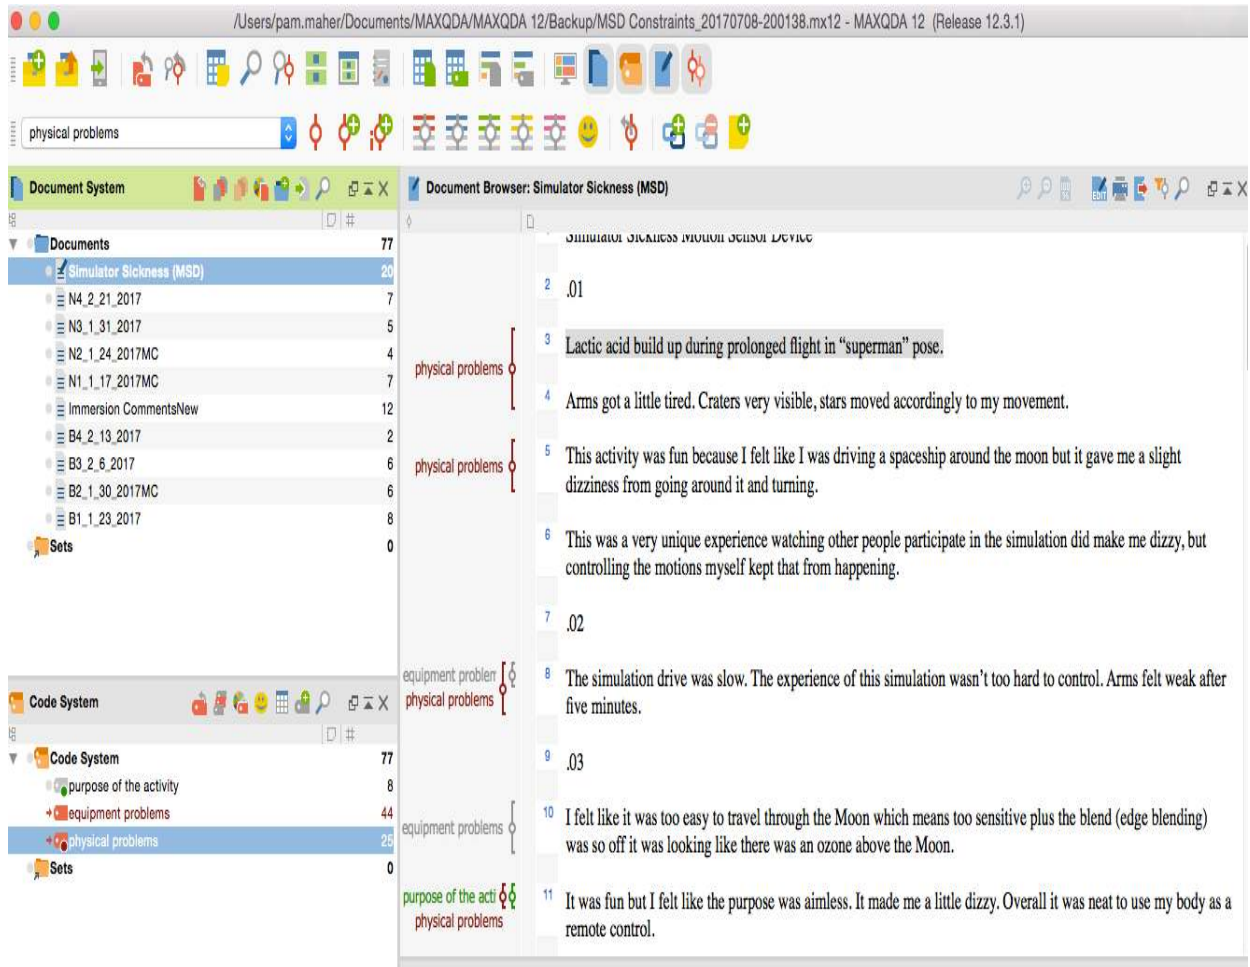 /Users/pam.maher/Documents/MAXQDA/MAXQDA 12/Backup/MSD Constraints_20170708-200138.mx12 - MAXQDA 12 (Release 12.3.1)
physical problems
Document System
#
Documents 77
Simulator Sickness (MSD) 20
N4_2_21_2017 7
N3_1_31_2017 5
N2_1_24_2017MC 4
N1_1_17_2017MC 7
Immersion CommentsNew 12
B4_2_13_2017 2
B3_2_6_2017 6
B2_1_30_2017MC 6
B1_1_23_2017 8
Sets 0
Code System
#
Code System 77
purpose of the activity 8
equipment problems 44
physical problems 25
Sets 0
Document Browser: Simulator Sickness (MSD)
Simulator Sickness Motion Sensor Device
2 .01
physical problems
3 Lactic acid build up during prolonged flight in “superman” pose.
4 Arms got a little tired. Craters very visible, stars moved accordingly to my movement.
physical problems
5 This activity was fun because I felt like I was driving a spaceship around the moon but it gave me a slight
dizziness from going around it and turning.
6 This was a very unique experience watching other people participate in the simulation did make me dizzy, but
controlling the motions myself kept that from happening.
7 .02
equipment problem
physical problems
8 The simulation drive was slow. The experience of this simulation wasn’t too hard to control. Arms felt weak after
five minutes.
9 .03
equipment problems
10 I felt like it was too easy to travel through the Moon which means too sensitive plus the blend (edge blending)
was so off it was looking like there was an ozone above the Moon.
purpose of the acti
physical problems
11 It was fun but I felt like the purpose was aimless. It made me a little dizzy. Overall it was neat to use my body as a
remote control.